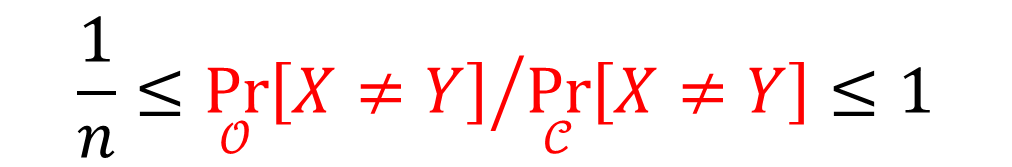 1/n ≤ Pr_𝒪[X ≠ Y]/Pr_𝒞[X ≠ Y] ≤ 1